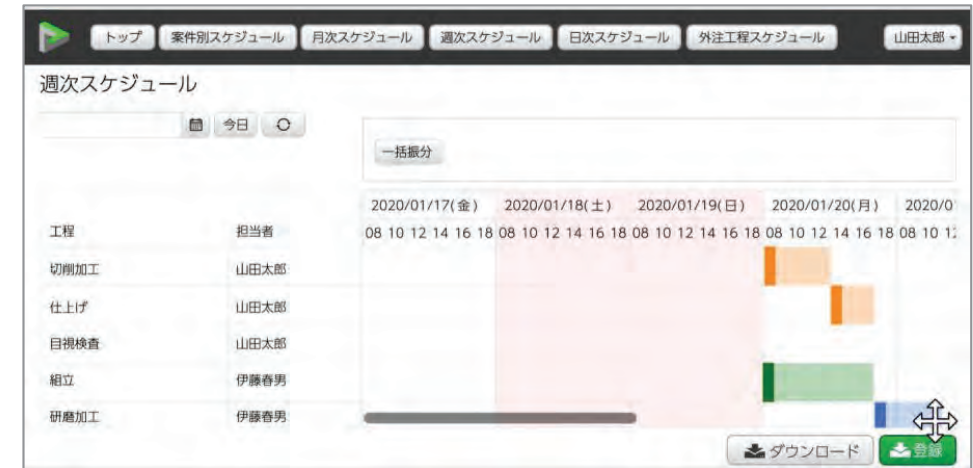 トップ 案件別スケジュール 月次スケジュール 週次スケジュール 日次スケジュール 外注工程スケジュール 山田太郎
週次スケジュール
今日
一括振分
2020/01/17(金) 2020/01/18(土) 2020/01/19(日) 2020/01/20(月) 2020/0
工程 担当者 08 10 12 14 16 18 08 10 12 14 16 18 08 10 12 14 16 18 08 10 12 14 16 18 08 10 12
切削加工 山田太郎
仕上げ 山田太郎
目視検査 山田太郎
組立 伊藤春男
研磨加工 伊藤春男
ダウンロード 登録